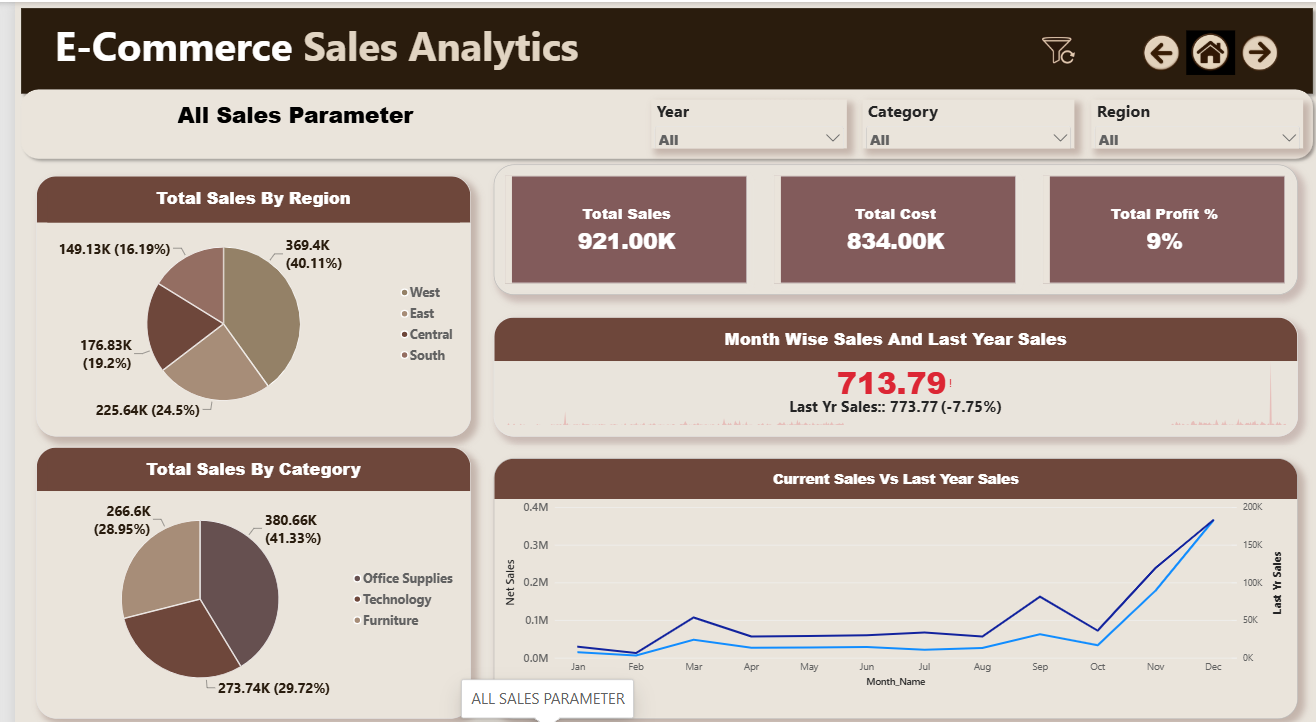 E-Commerce Sales Analytics
All Sales Parameter
Year
All
Category
All
Region
All
Total Sales By Region
149.13K (16.19%)
369.4K
(40.11%)
176.83K
(19.2%)
225.64K (24.5%)
West
East
Central
South
Total Sales
921.00K
Total Cost
834.00K
Total Profit %
9%
Month Wise Sales And Last Year Sales
713.79!
Last Yr Sales:: 773.77 (-7.75%)
Total Sales By Category
266.6K
(28.95%)
380.66K
(41.33%)
273.74K (29.72%)
Office Supplies
Technology
Furniture
Current Sales Vs Last Year Sales
Net Sales
0.4M
0.3M
0.2M
0.1M
0.0M
200K
150K
100K
50K
0K
Last Yr Sales
Jan Feb Mar Apr May Jun Jul Aug Sep Oct Nov Dec
Month_Name
ALL SALES PARAMETER